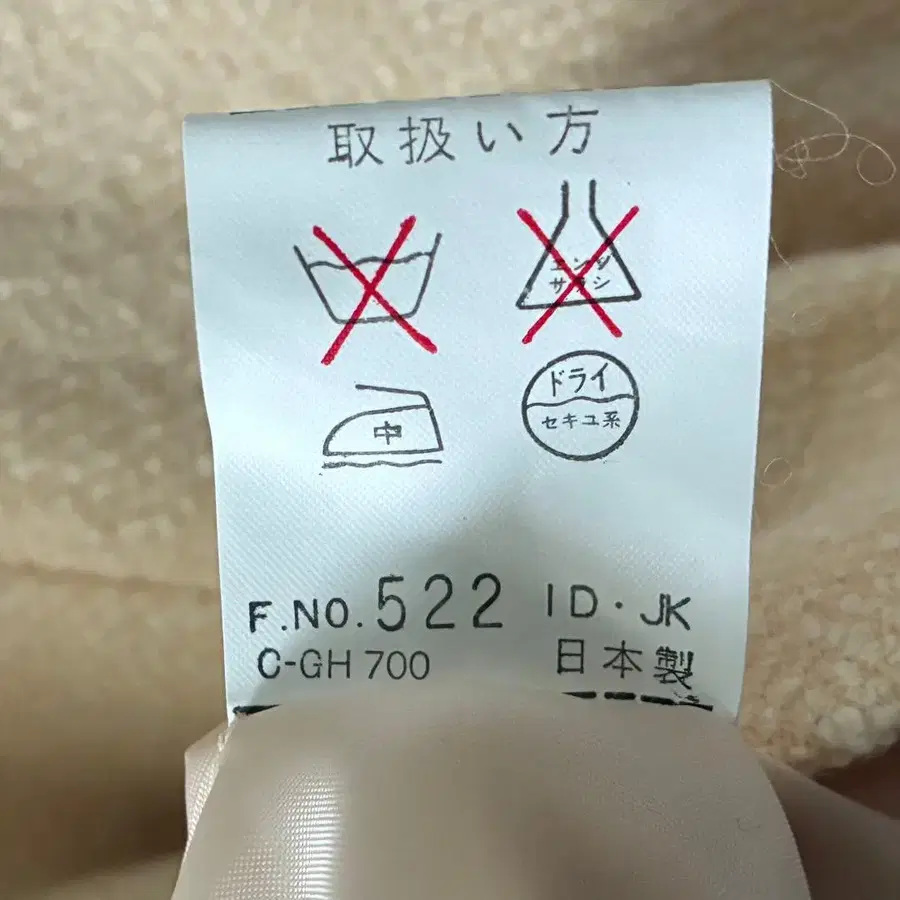 取扱い方
エンソ
サラシ
中
ドライ
セキユ系
F.NO.522 ID・JK
C-GH 700 日本製